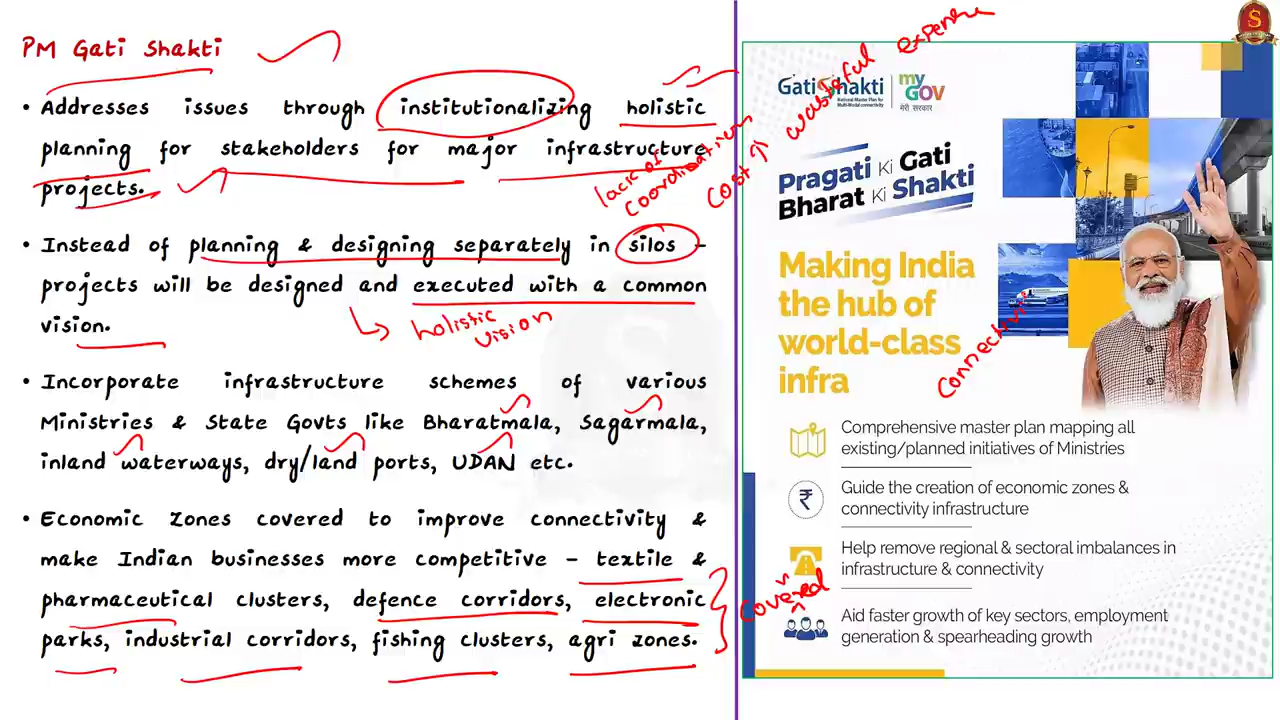 PM Gati Shakti
• Addresses issues through institutionalizing holistic
planning for stakeholders for major infrastructure
projects.
lack of
coordination
cost ↑
wasteful expense
• Instead of planning & designing separately in silos –
projects will be designed and executed with a common
vision.
holistic
vision
• Incorporate infrastructure schemes of various
Ministries & State Govts like Bharatmala, Sagarmala,
inland waterways, dry/land ports, UDAN etc.
• Economic Zones covered to improve connectivity &
make Indian businesses more competitive – textile &
pharmaceutical clusters, defence corridors, electronic
parks, industrial corridors, fishing clusters, agri zones.
covered
S
Gati Shakti
National Master Plan for
Multi-Modal Connectivity
my
GOV
मेरी सरकार
Pragati Ki Gati
Bharat Ki Shakti
Making India
the hub of
world-class
infra
Comprehensive master plan mapping all
existing/planned initiatives of Ministries
Guide the creation of economic zones &
connectivity infrastructure
Help remove regional & sectoral imbalances in
infrastructure & connectivity
Aid faster growth of key sectors, employment
generation & spearheading growth